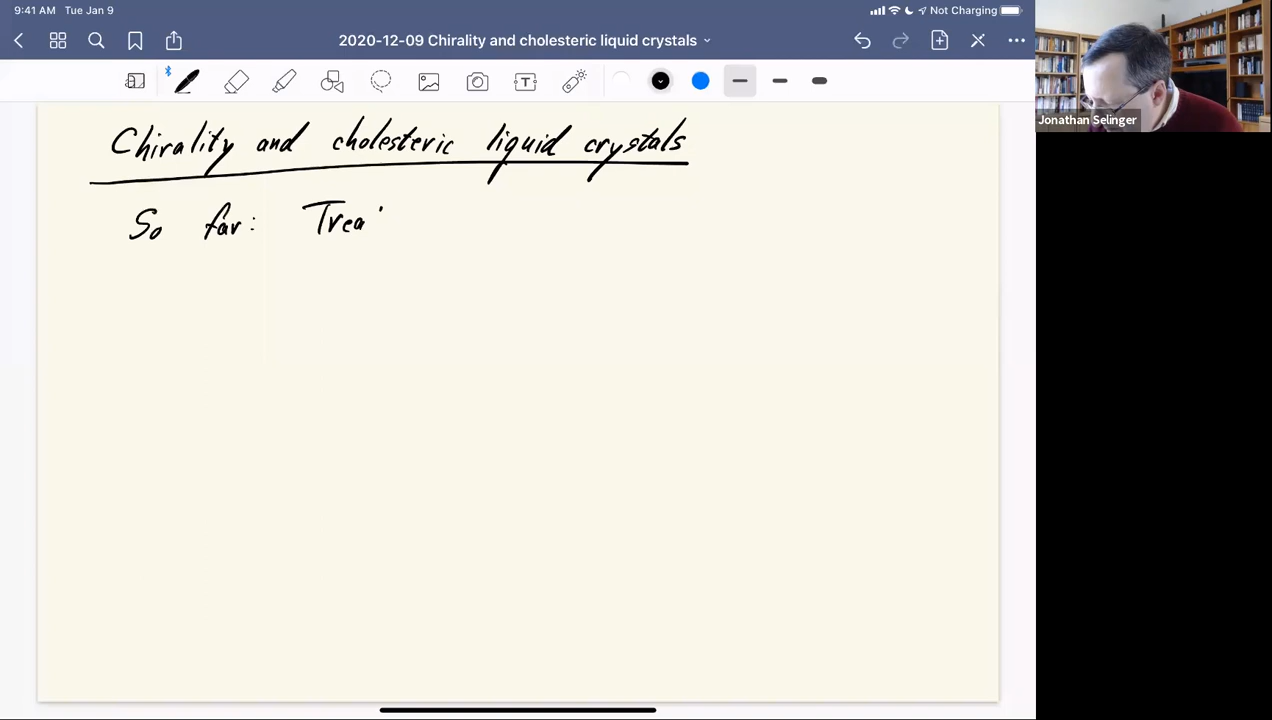 9:41 AM Tue Jan 9
Not Charging
2020-12-09 Chirality and cholesteric liquid crystals
Jonathan Selinger
Chirality and cholesteric liquid crystals
So far: Trea